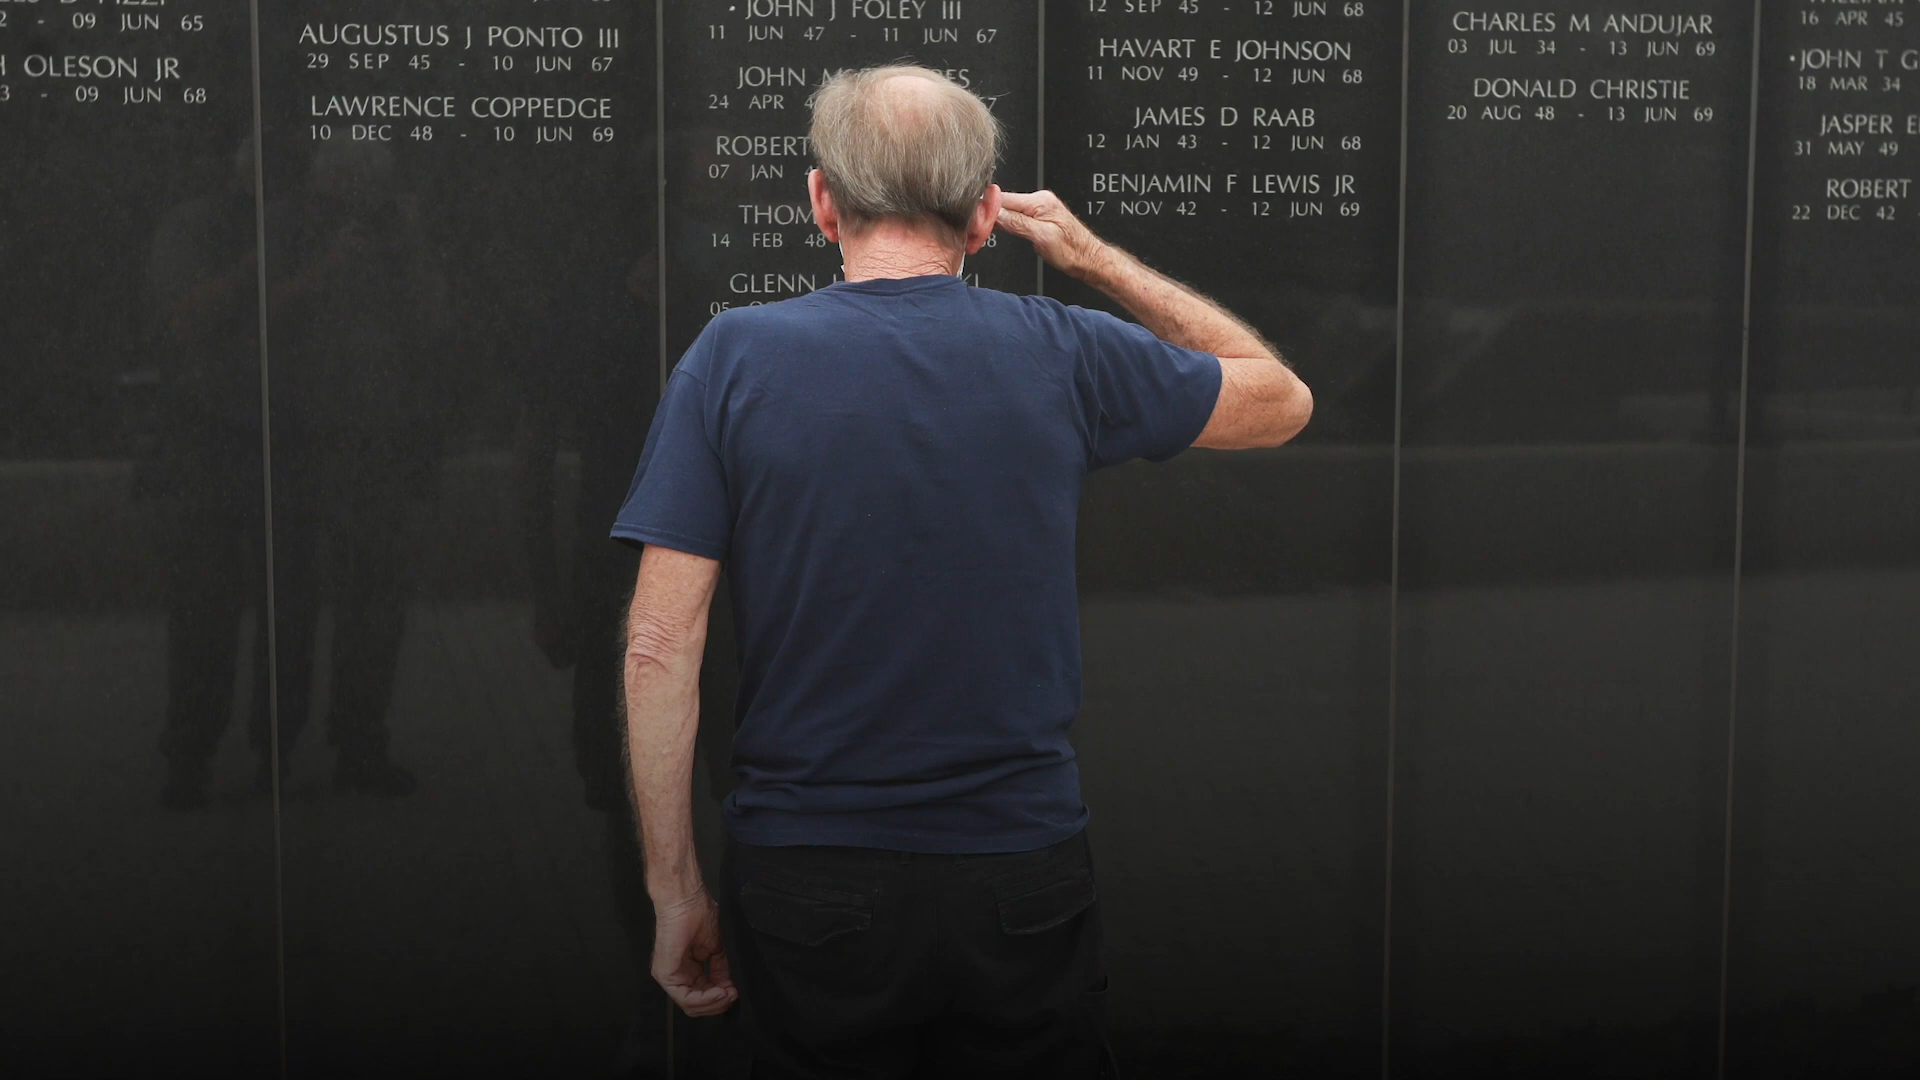 09 JUN 65
OLESON JR
- 09 JUN 68
AUGUSTUS J PONTO III
29 SEP 45 - 10 JUN 67
LAWRENCE COPPEDGE
10 DEC 48 - 10 JUN 69
· JOHN J FOLEY III
11 JUN 47 - 11 JUN 67
JOHN
24 APR
ROBERT
07 JAN
14 FEB 48
GLENN
12 SEP 45 - 12 JUN 68
HAVART E JOHNSON
11 NOV 49 - 12 JUN 68
JAMES D RAAB
12 JAN 43 - 12 JUN 68
BENJAMIN F LEWIS JR
17 NOV 42 - 12 JUN 69
CHARLES M ANDUJAR
03 JUL 34 - 13 JUN 69
DONALD CHRISTIE
20 AUG 48 - 13 JUN 69
16 APR 45
· JOHN T
18 MAR 34
JASPER
31 MAY 49
ROBERT
22 DEC 42